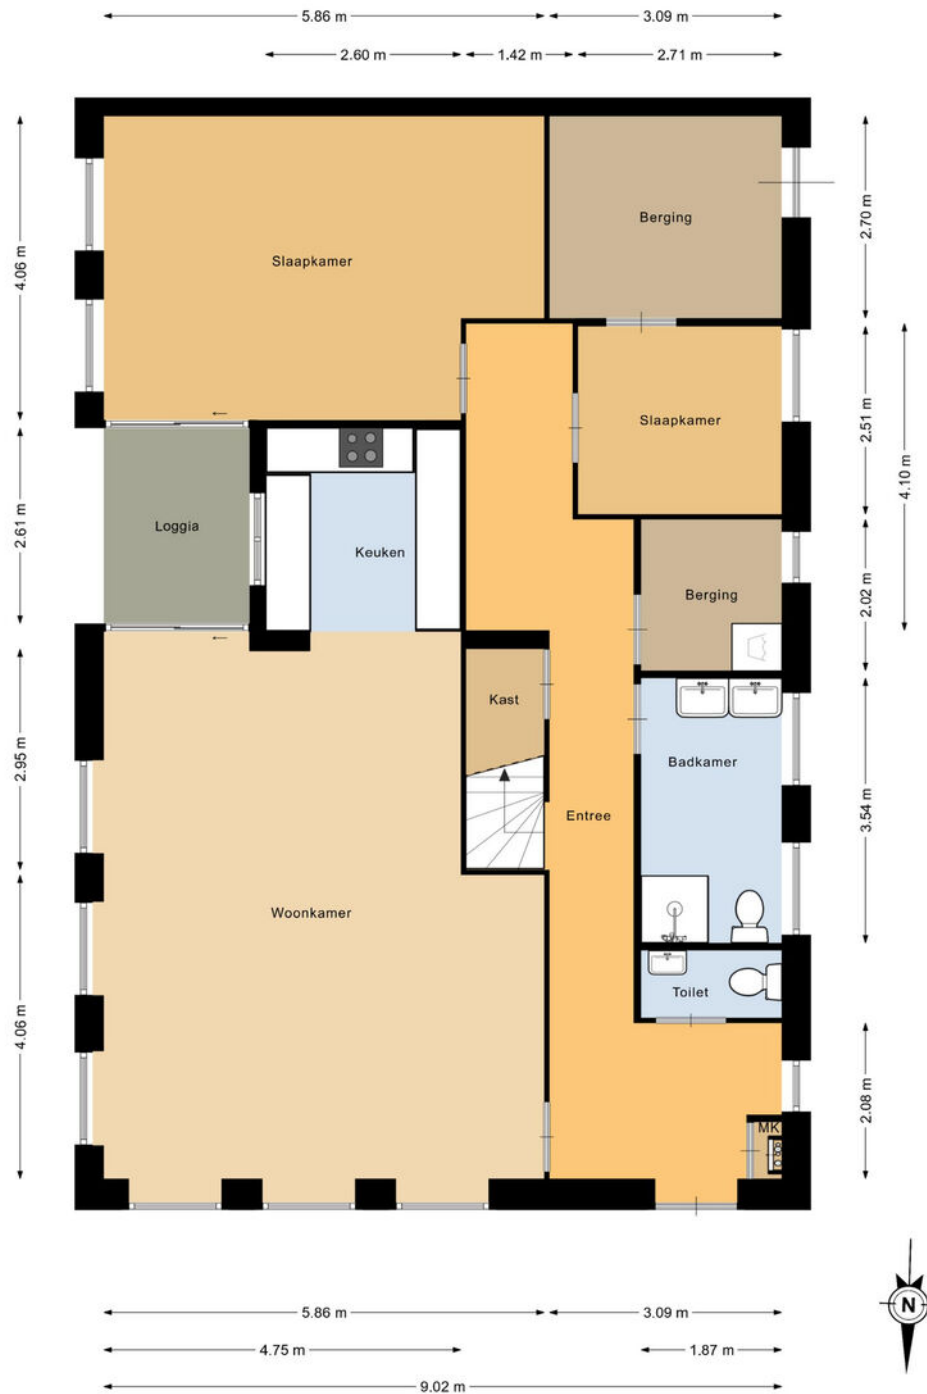 5.86 m
3.09 m
2.60 m
1.42 m
2.71 m
4.06 m
2.61 m
2.95 m
4.06 m
Slaapkamer
Berging
Slaapkamer
Loggia
Keuken
Berging
Kast
Badkamer
Entree
Woonkamer
Toilet
MK
2.70 m
2.51 m
4.10 m
2.02 m
3.54 m
2.08 m
N
5.86 m
3.09 m
4.75 m
1.87 m
9.02 m